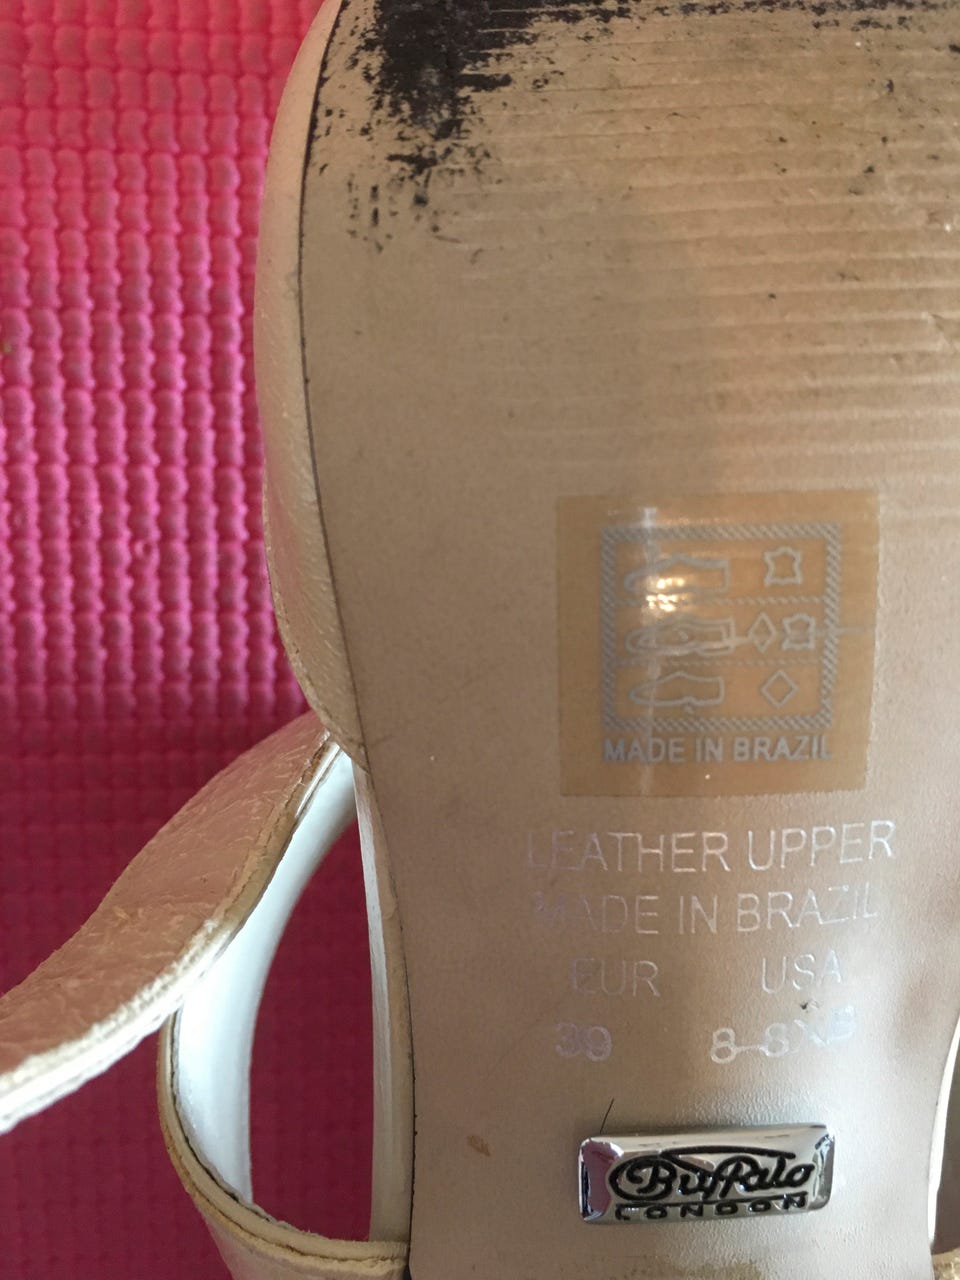 MADE IN BRAZIL
LEATHER UPPER
MADE IN BRAZIL
EUR USA
39
Buffalo
LONDON